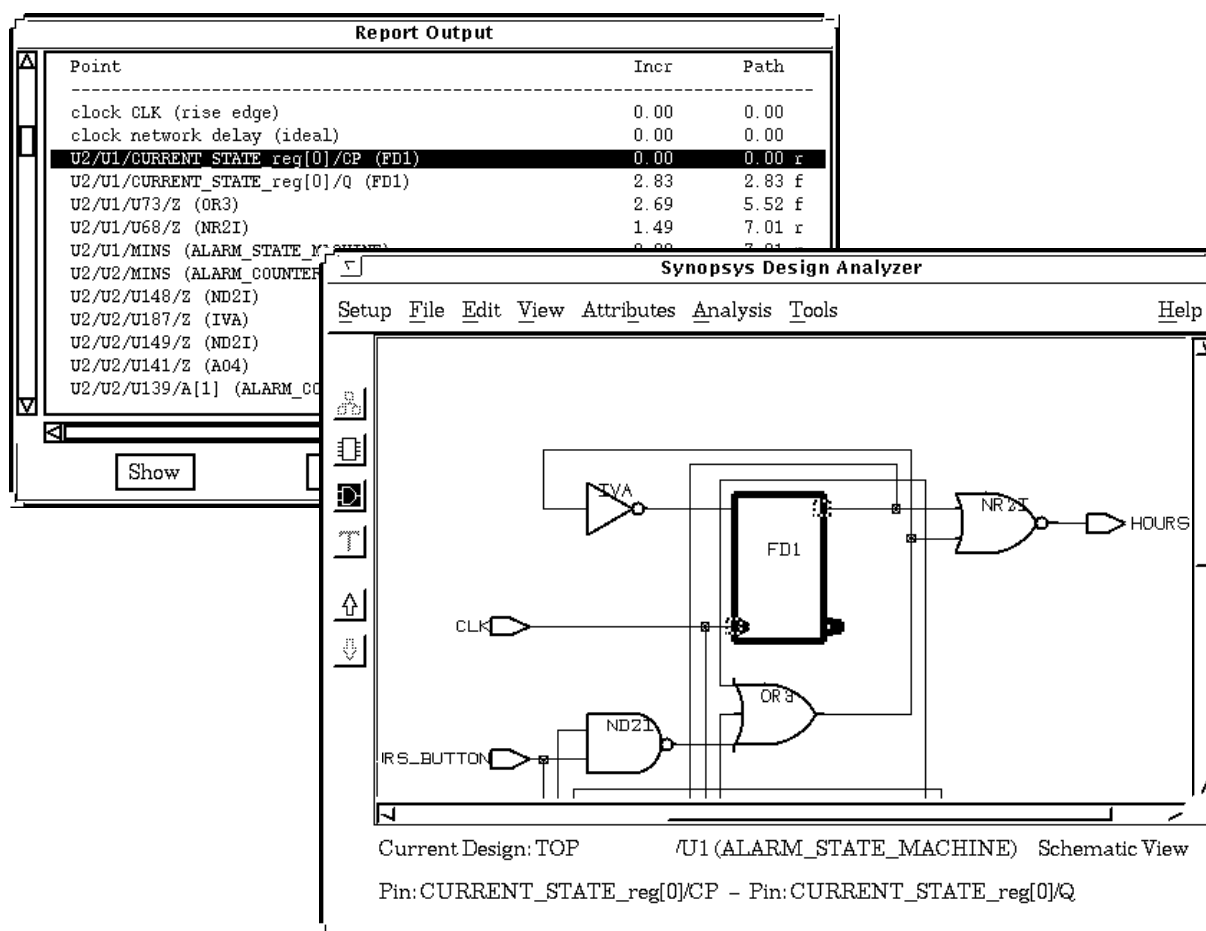 Report Output
Point Incr Path
--------------------------------------------------------------------------
clock CLK (rise edge) 0.00 0.00
clock network delay (ideal) 0.00 0.00
U2/U1/CURRENT_STATE_reg[0]/CP (FD1) 0.00 0.00 r
U2/U1/CURRENT_STATE_reg[0]/Q (FD1) 2.83 2.83 f
U2/U1/U73/Z (OR3) 2.69 5.52 f
U2/U1/U68/Z (NR2I) 1.49 7.01 r
U2/U1/MINS (ALARM_STATE_MACHINE)
U2/U2/MINS (ALARM_COUNTER
U2/U2/U148/Z (ND2I)
U2/U2/U187/Z (IVA)
U2/U2/U149/Z (ND2I)
U2/U2/U141/Z (AO4)
U2/U2/U139/A[1] (ALARM_CO
Show
Synopsys Design Analyzer
Setup File Edit View Attributes Analysis Tools Help
IVA
NR2I
HOURS
FD1
CLK
OR3
ND2I
RS_BUTTON
Current Design: TOP /U1 (ALARM_STATE_MACHINE) Schematic View
Pin: CURRENT_STATE_reg[0]/CP – Pin: CURRENT_STATE_reg[0]/Q